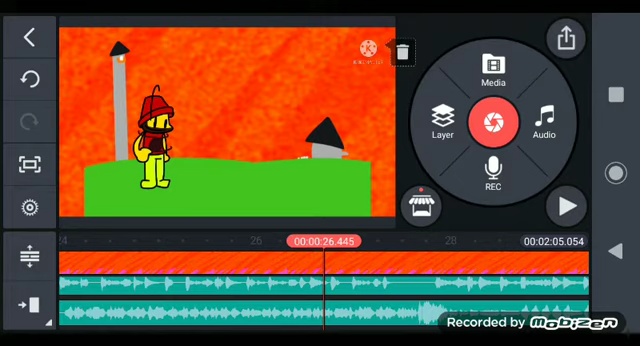 Media
Layer
Audio
REC
24
26
00:00:26.445
28
00:02:05.054
Recorded by mobizen